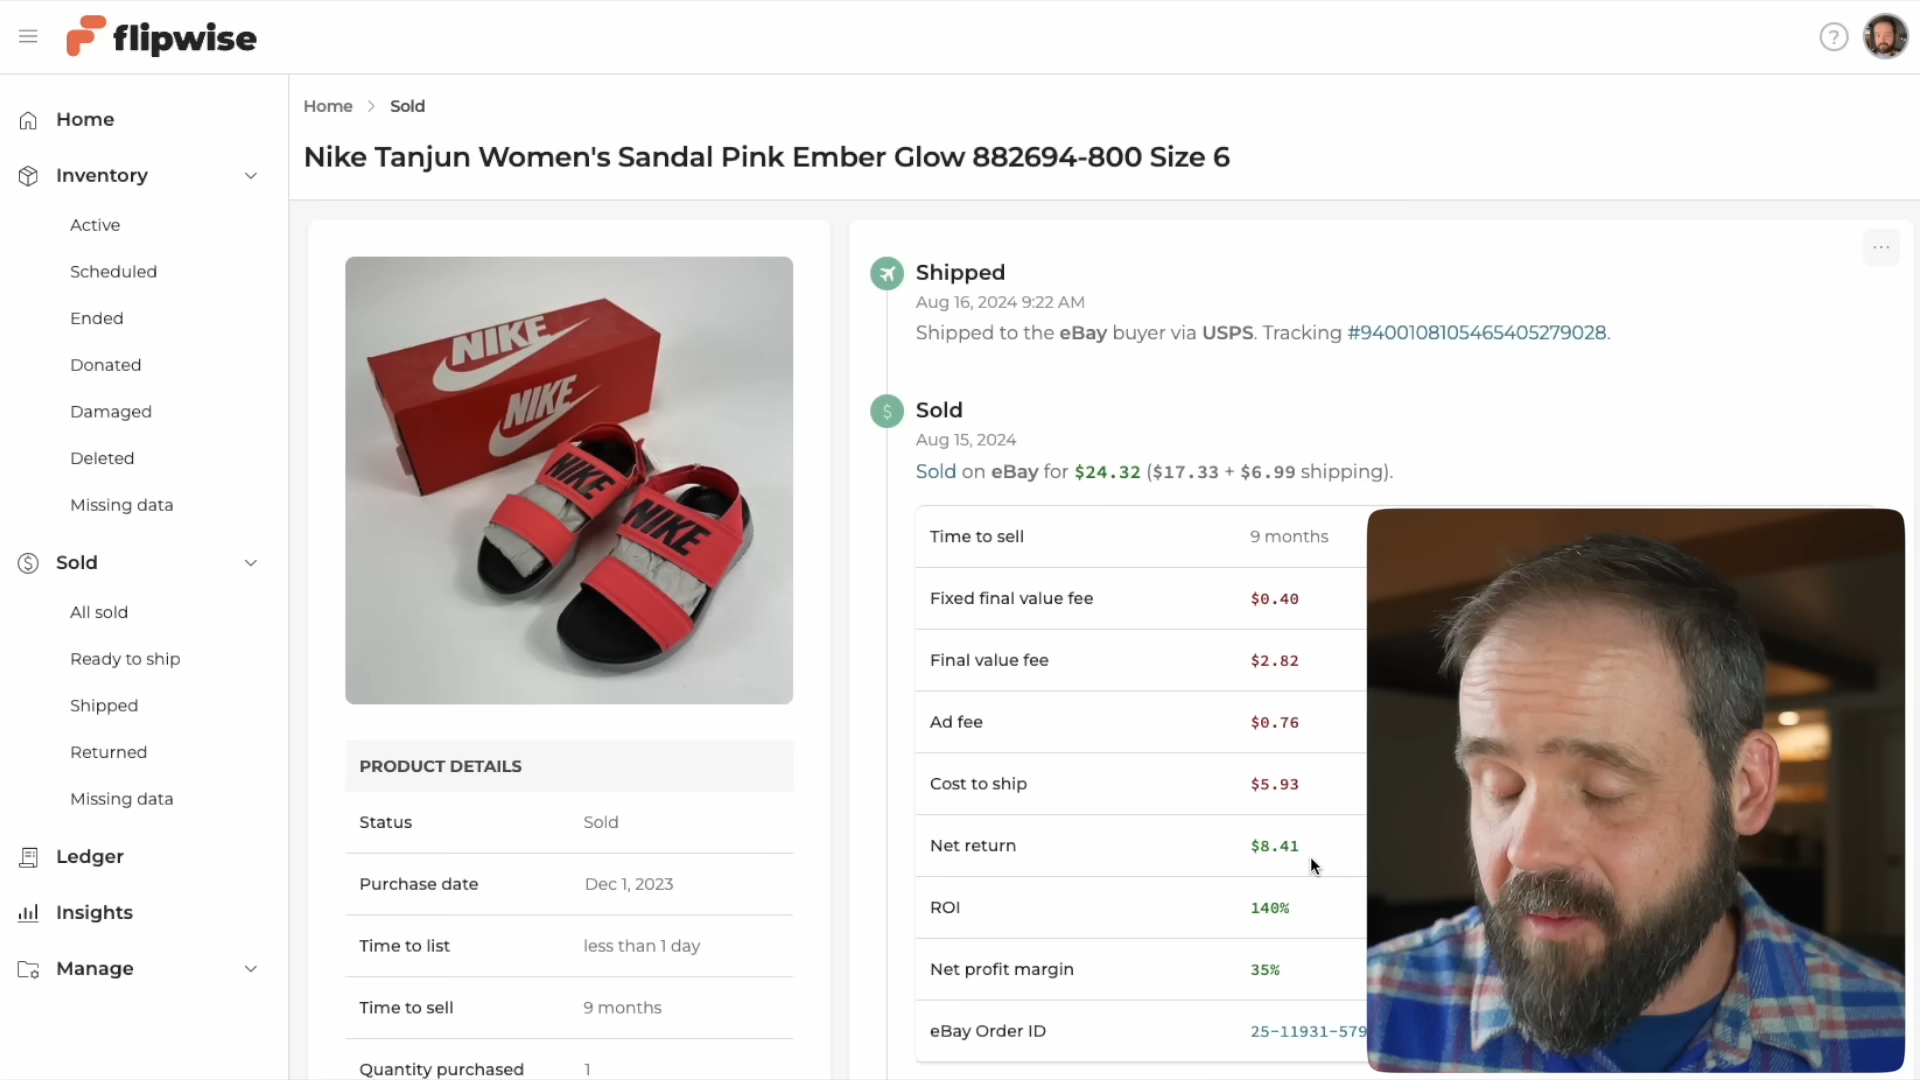 flipwise
?
Home
Inventory
Active
Scheduled
Ended
Donated
Damaged
Deleted
Missing data
Sold
All sold
Ready to ship
Shipped
Returned
Missing data
Ledger
Insights
Manage
Home > Sold
Nike Tanjun Women's Sandal Pink Ember Glow 882694-800 Size 6
NIKE
NIKE
NIKE
NIKE
PRODUCT DETAILS
Status Sold
Purchase date Dec 1, 2023
Time to list less than 1 day
Time to sell 9 months
Quantity purchased 1
...
Shipped
Aug 16, 2024 9:22 AM
Shipped to the eBay buyer via USPS. Tracking #9400108105465405279028.
$
Sold
Aug 15, 2024
Sold on eBay for $24.32 ($17.33 + $6.99 shipping).
Time to sell 9 months
Fixed final value fee $0.40
Final value fee $2.82
Ad fee $0.76
Cost to ship $5.93
Net return $8.41
ROI 140%
Net profit margin 35%
eBay Order ID 25-11931-579